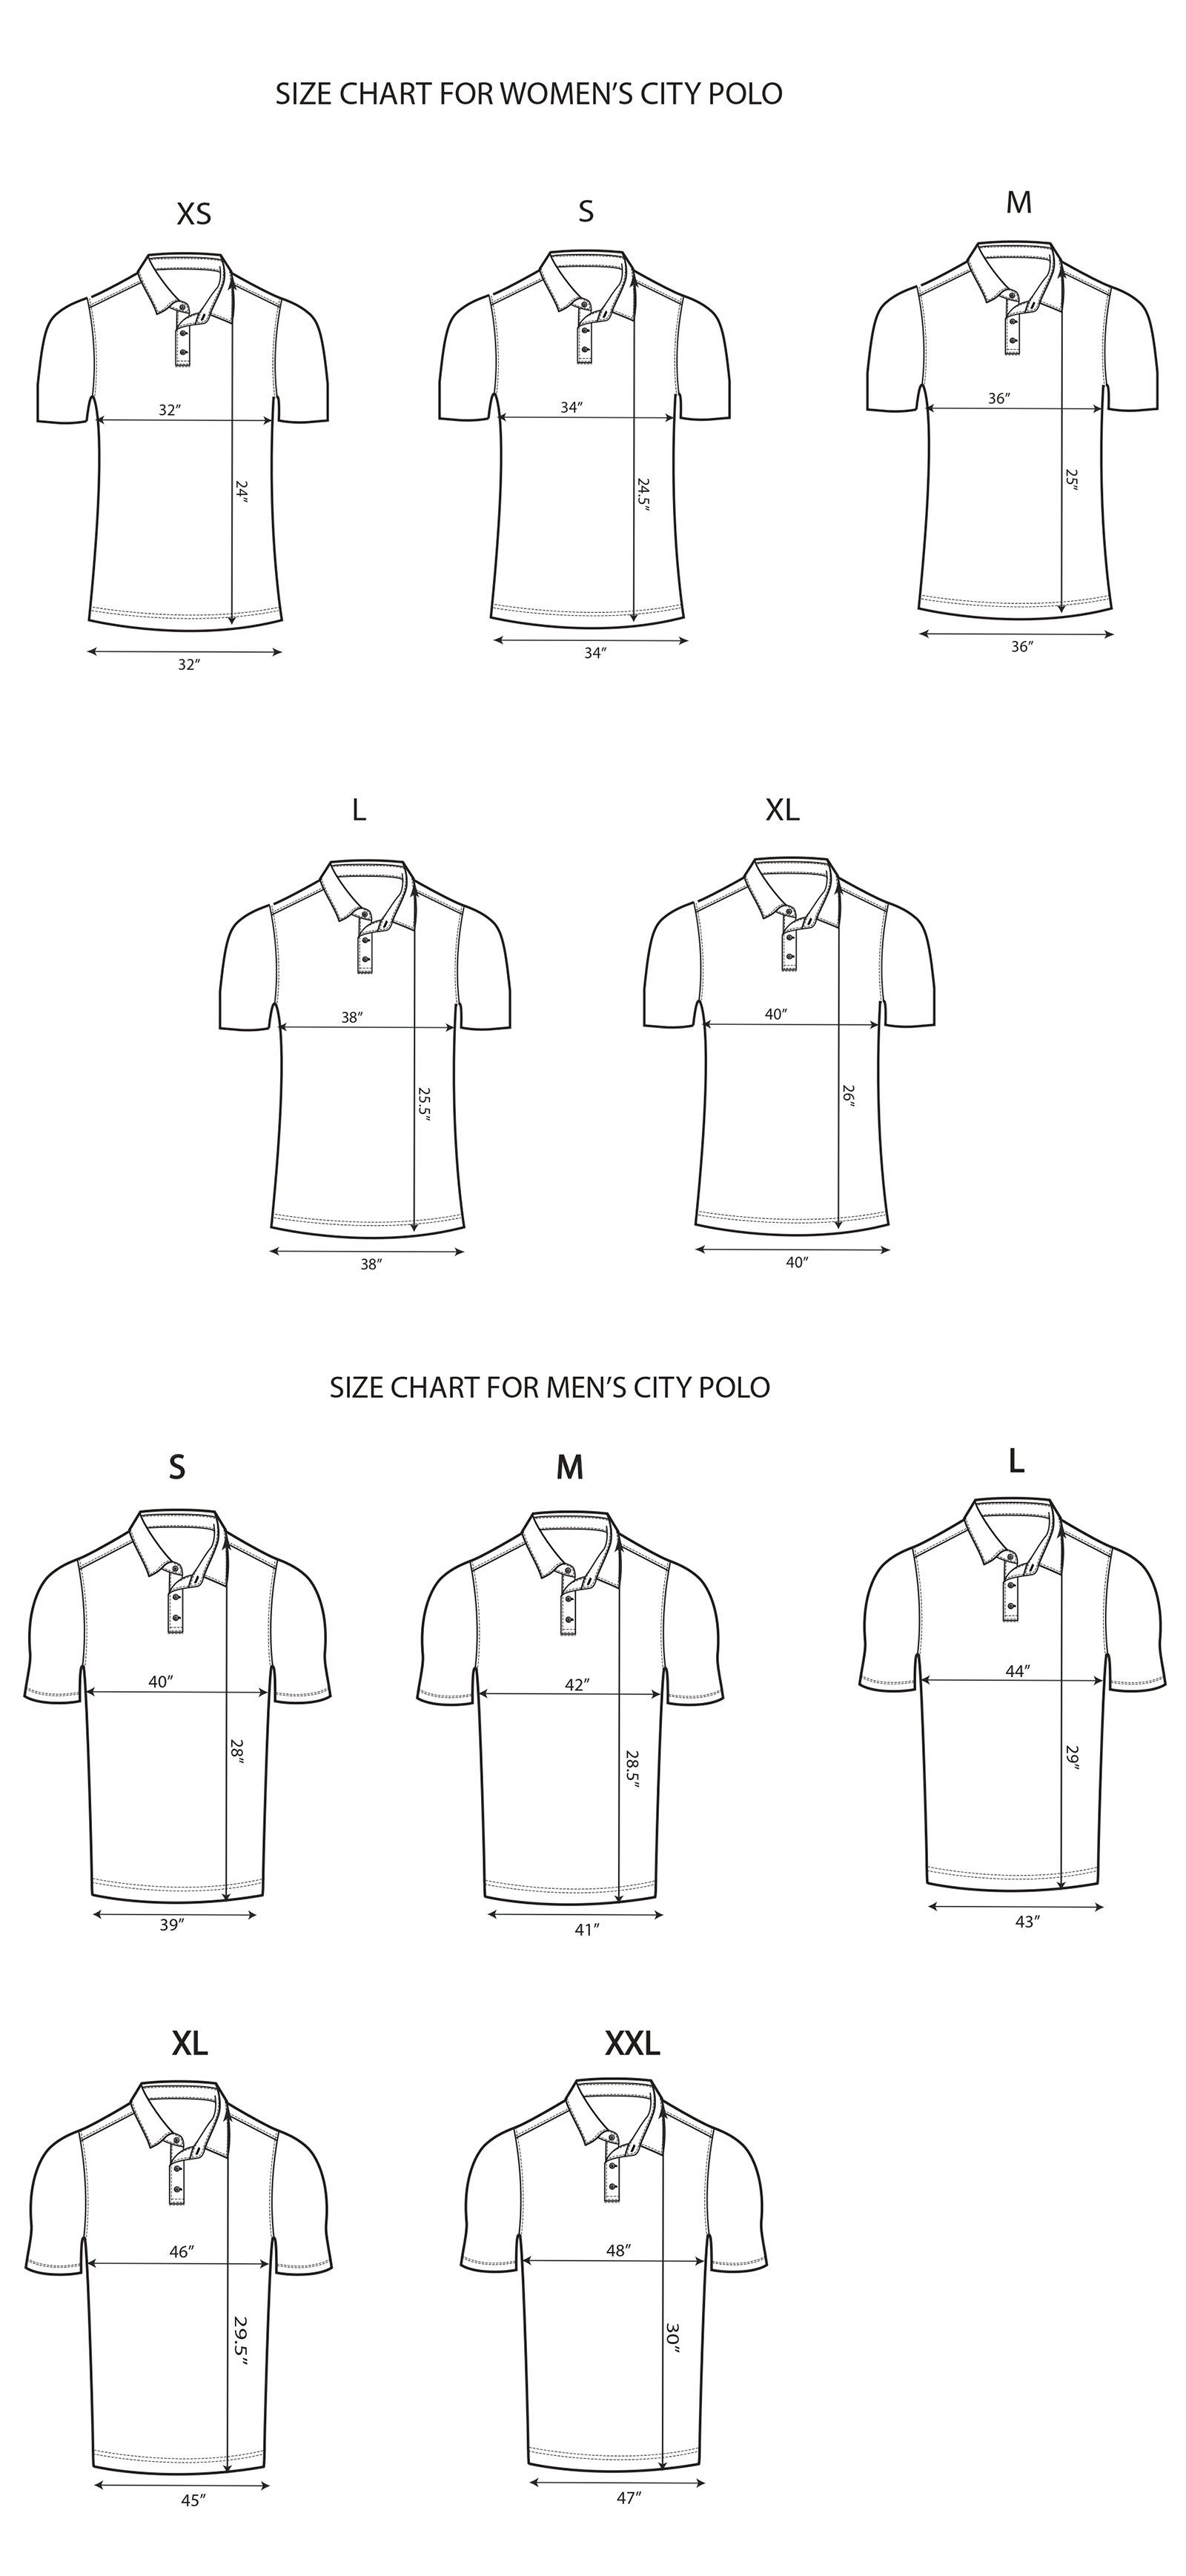 SIZE CHART FOR WOMEN’S CITY POLO
XS
S
M
32”
34”
36”
24”
24.5”
25”
32”
34”
36”
L
XL
38”
40”
25.5”
26”
38”
40”
SIZE CHART FOR MEN’S CITY POLO
S
M
L
40”
42”
44”
28”
28.5”
29”
39”
41”
43”
XL
XXL
46”
48”
29.5”
30”
45”
47”